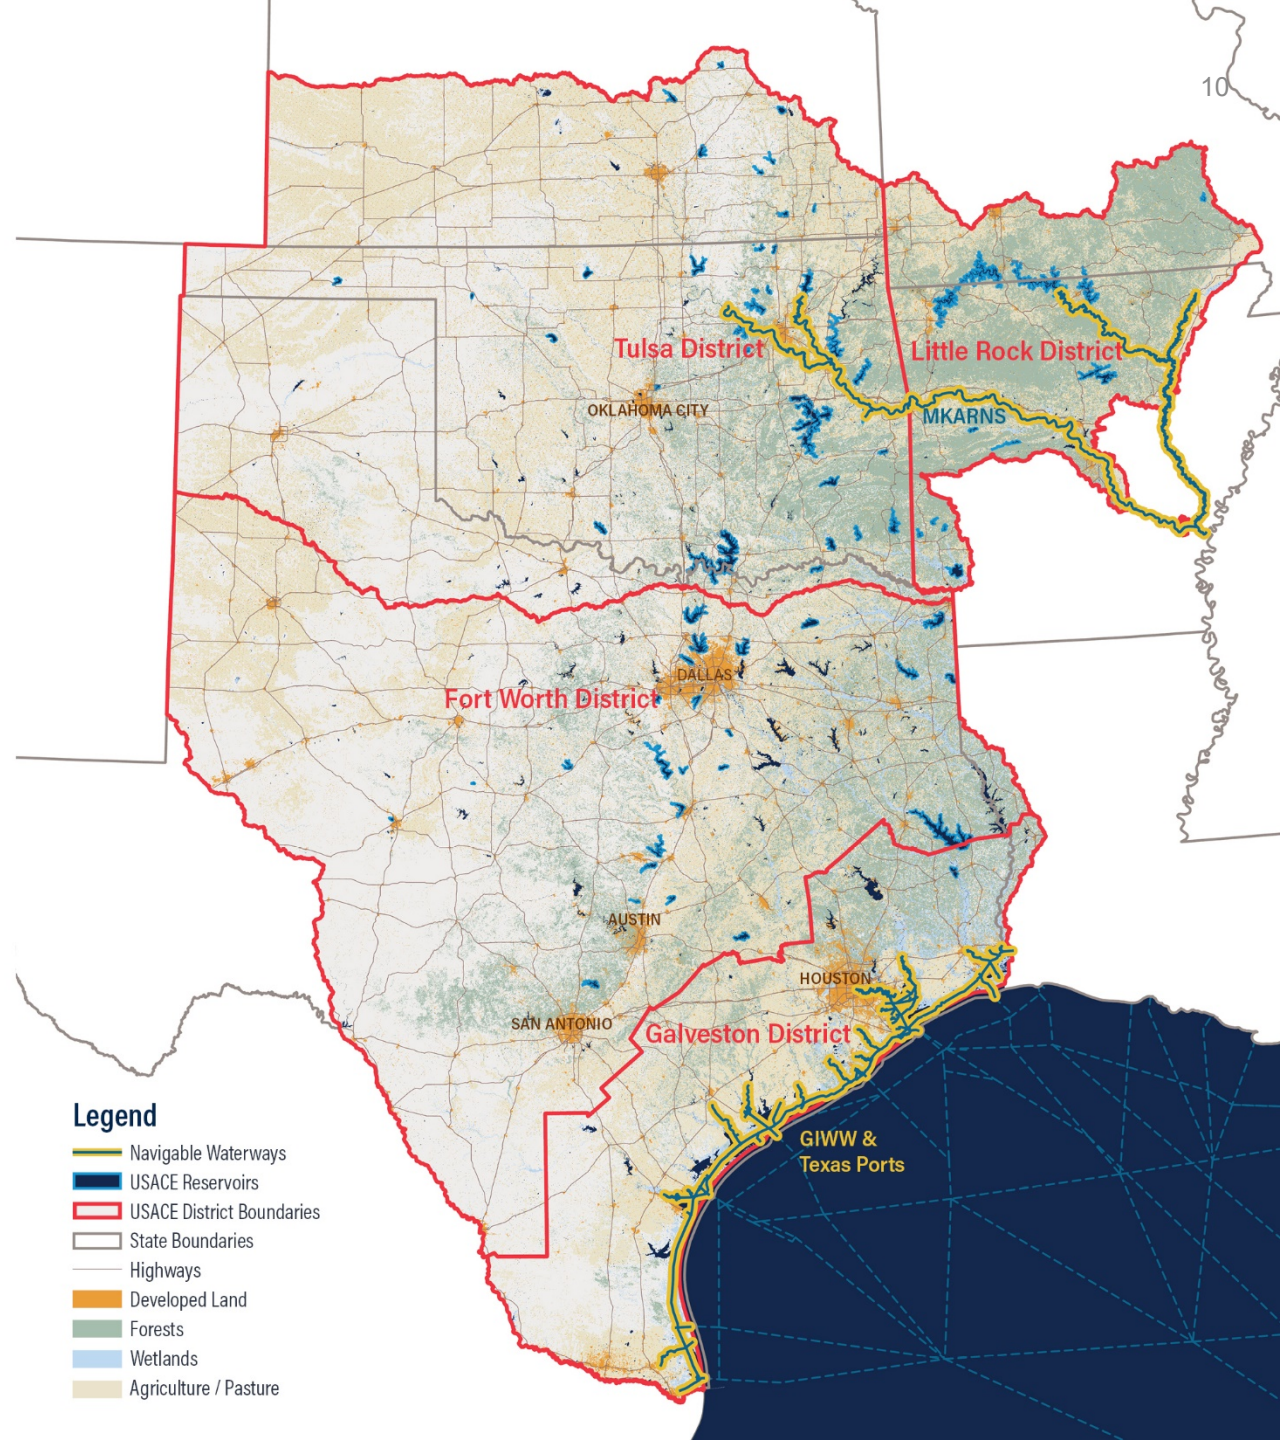 10
Tulsa District
Little Rock District
OKLAHOMA CITY
MKARNS
DALLAS
Fort Worth District
AUSTIN
HOUSTON
SAN ANTONIO
Galveston District
GIWW &
Texas Ports
Legend
Navigable Waterways
USACE Reservoirs
USACE District Boundaries
State Boundaries
Highways
Developed Land
Forests
Wetlands
Agriculture / Pasture